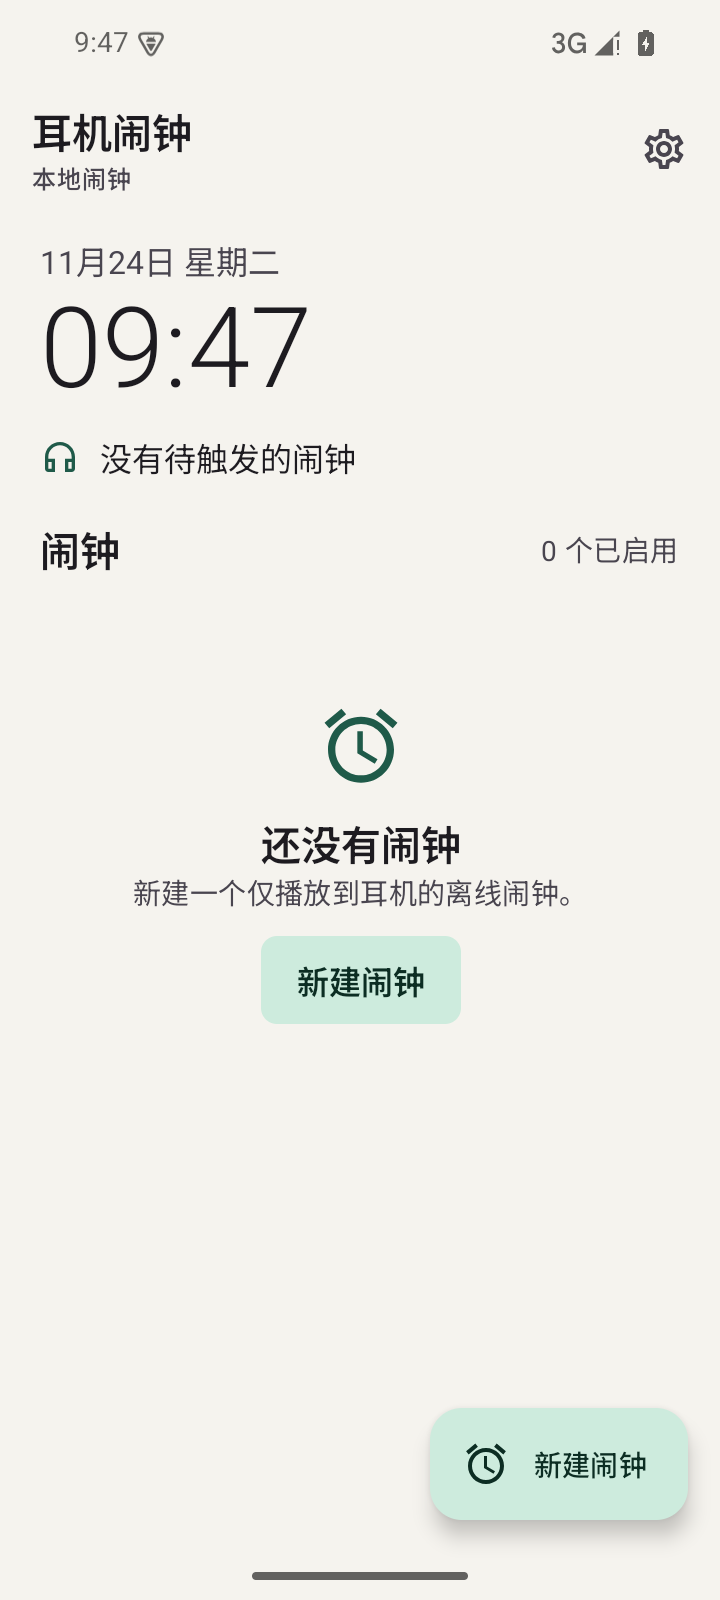 9:47
3G
耳机闹钟
本地闹钟
11月24日 星期二
09:47
没有待触发的闹钟
闹钟
0 个已启用
还没有闹钟
新建一个仅播放到耳机的离线闹钟。
新建闹钟
新建闹钟